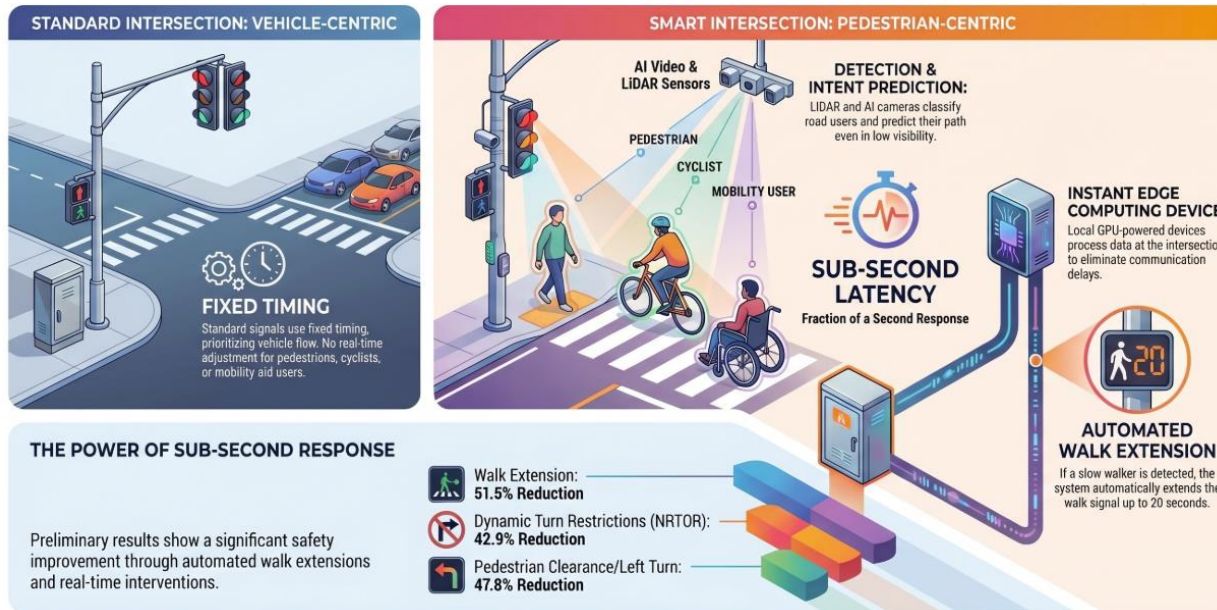 STANDARD INTERSECTION: VEHICLE-CENTRIC
FIXED TIMING
Standard signals use fixed timing,
prioritizing vehicle flow. No real-time
adjustment for pedestrions, cyclists,
or mobility aid users.
SMART INTERSECTION: PEDESTRIAN-CENTRIC
AI Video &
LiDAR Sensors
DETECTION &
INTENT PREDICTION:
LIDAR and AI cameras classify
road users and predict their path
even in low visibility.
PEDESTRIAN
CYCLIST
MOBILITY USER
SUB-SECOND
LATENCY
Fraction of a Second Response
INSTANT EDGE
COMPUTING DEVICE
Local GPU-powered devices
process data at the intersectio
to eliminate communication
delays.
20
AUTOMATED
WALK EXTENSION
If a slow walker is detected, the
system automatically extends the
walk signal up to 20 seconds.
THE POWER OF SUB-SECOND RESPONSE
Preliminary results show a significant safety
improvement through automated walk extensions
and real-time interventions.
Walk Extension:
51.5% Reduction
Dynamic Turn Restrictions (NRTOR):
42.9% Reduction
Pedestrian Clearance/Left Turn:
47.8% Reduction